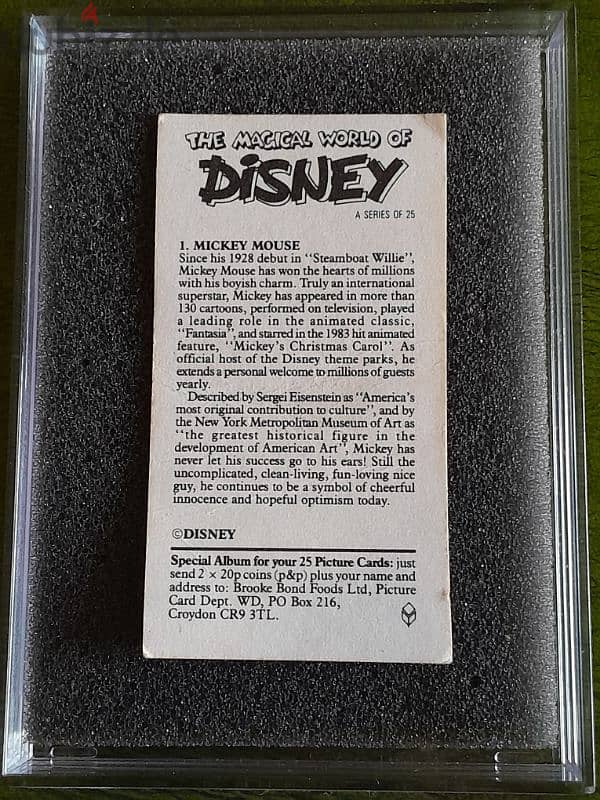 THE MAGICAL WORLD OF
DiSNEY
A SERIES OF 25
1. MICKEY MOUSE
Since his 1928 debut in "Steamboat Willie",
Mickey Mouse has won the hearts of millions
with his boyish charm. Truly an international
superstar, Mickey has appeared in more than
130 cartoons, performed on television, played
a leading role in the animated classic,
"Fantasia", and starred in the 1983 hit animated
feature, "Mickey's Christmas Carol". As
official host of the Disney theme parks, he
extends a personal welcome to millions of guests
yearly.
Described by Sergei Eisenstein as "America's
most original contribution to culture", and by
the New York Metropolitan Museum of Art as
"the greatest historical figure in the
development of American Art", Mickey has
never let his success go to his ears! Still the
uncomplicated, clean-living, fun-loving nice
guy, he continues to be a symbol of cheerful
innocence and hopeful optimism today.
©DISNEY
Special Album for your 25 Picture Cards: just
send 2 × 20p coins (p&p) plus your name and
address to: Brooke Bond Foods Ltd, Picture
Card Dept. WD, PO Box 216,
Croydon CR9 3TL.